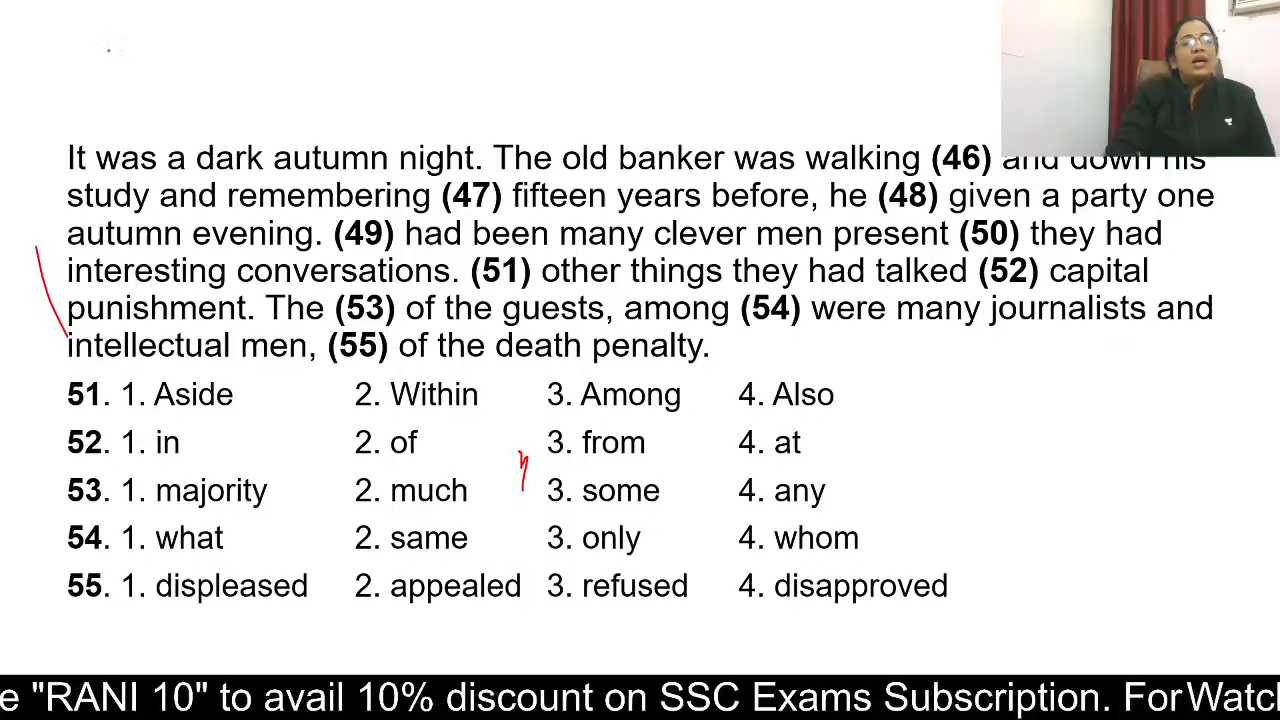 It was a dark autumn night. The old banker was walking (46) and down his
study and remembering (47) fifteen years before, he (48) given a party one
autumn evening. (49) had been many clever men present (50) they had
interesting conversations. (51) other things they had talked (52) capital
punishment. The (53) of the guests, among (54) were many journalists and
intellectual men, (55) of the death penalty.
51. 1. Aside 2. Within 3. Among 4. Also
52. 1. in 2. of 3. from 4. at
53. 1. majority 2. much 3. some 4. any
54. 1. what 2. same 3. only 4. whom
55. 1. displeased 2. appealed 3. refused 4. disapproved
e "RANI 10" to avail 10% discount on SSC Exams Subscription. For Watc